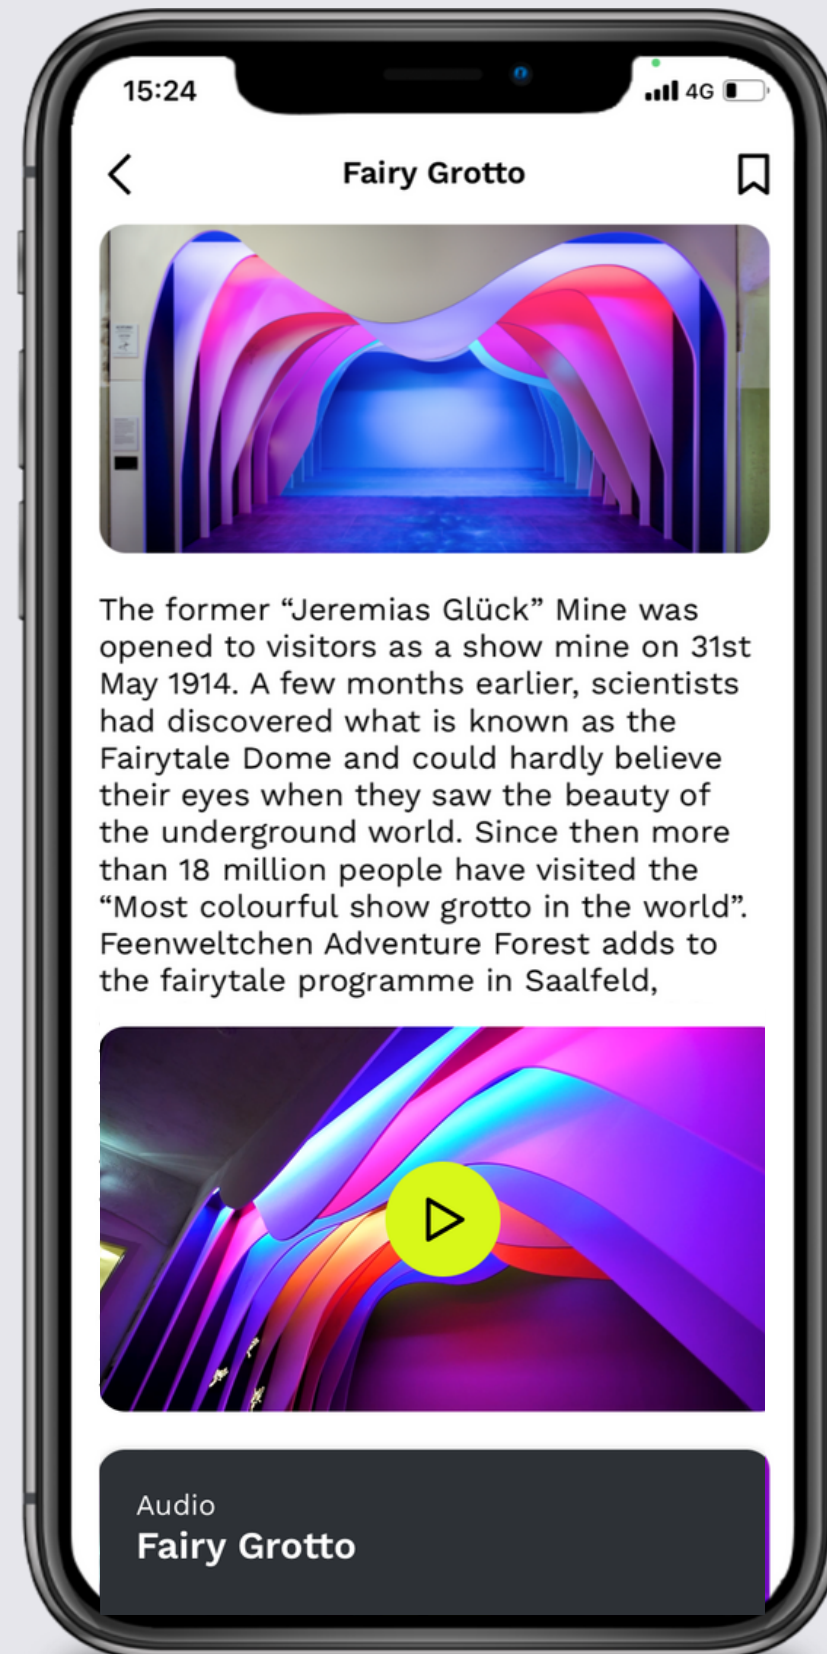 15:24
4G
Fairy Grotto
The former “Jeremias Glück” Mine was
opened to visitors as a show mine on 31st
May 1914. A few months earlier, scientists
had discovered what is known as the
Fairytale Dome and could hardly believe
their eyes when they saw the beauty of
the underground world. Since then more
than 18 million people have visited the
“Most colourful show grotto in the world”.
Feenweltchen Adventure Forest adds to
the fairytale programme in Saalfeld,
Audio
Fairy Grotto